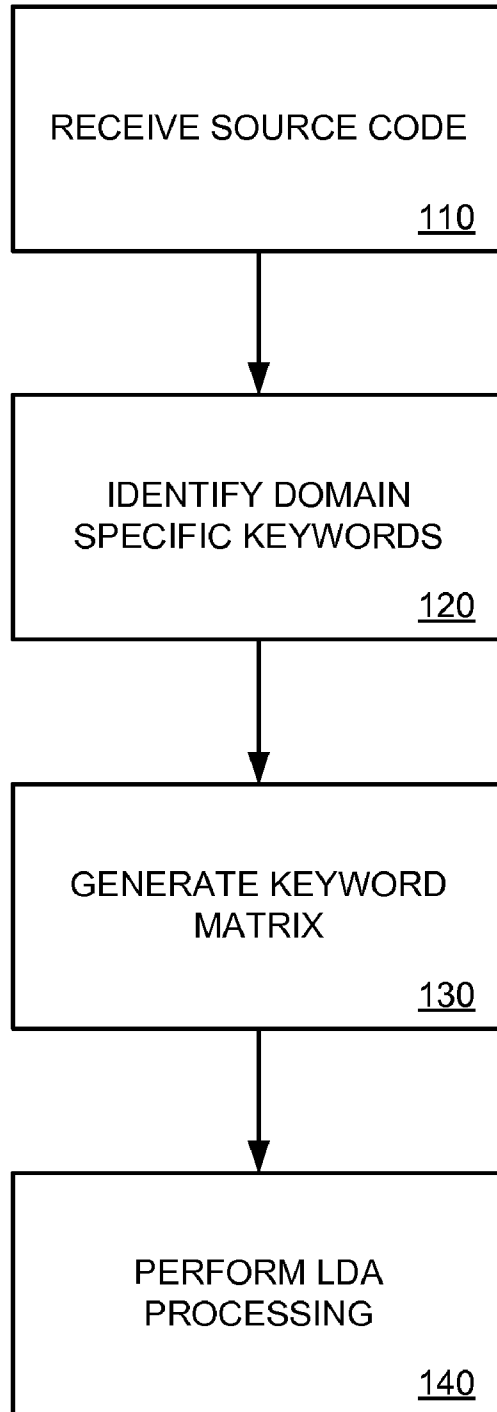 RECEIVE SOURCE CODE
110
IDENTIFY DOMAIN
SPECIFIC KEYWORDS
120
GENERATE KEYWORD
MATRIX
130
PERFORM LDA
PROCESSING
140